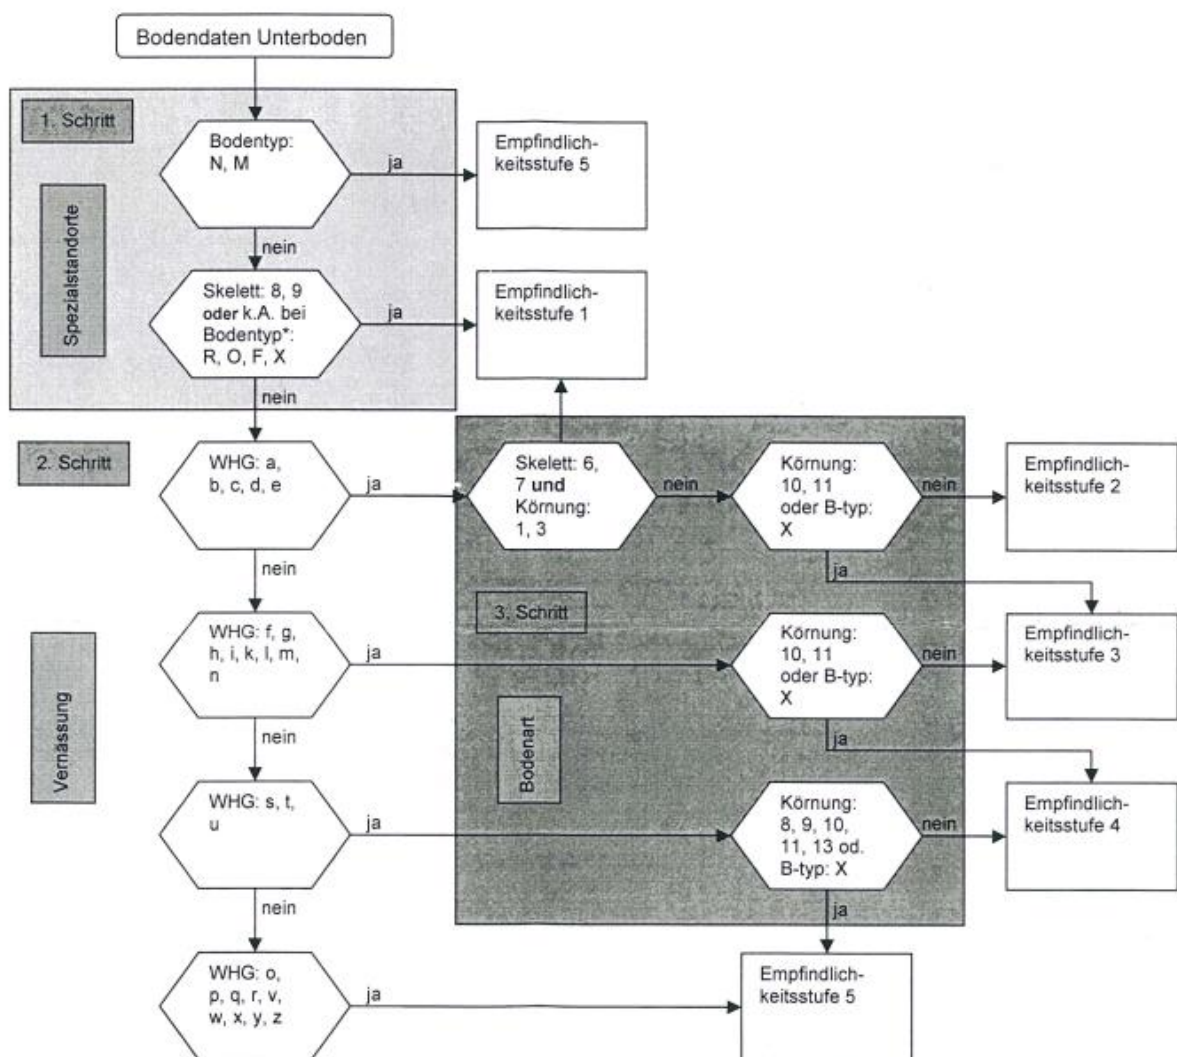 Bodendaten Unterboden
1. Schritt
Spezialstandorte
Bodentyp:
N, M
ja
Empfindlich-
keitsstufe 5
nein
Skelett: 8, 9
oder k.A. bei
Bodentyp*:
R, O, F, X
ja
Empfindlich-
keitsstufe 1
nein
2. Schritt
WHG: a,
b, c, d, e
ja
Skelett: 6,
7 und
Körnung:
1, 3
nein
Körnung:
10, 11
oder B-typ:
X
nein
Empfindlich-
keitsstufe 2
ja
nein
3. Schritt
Vernässung
WHG: f, g,
h, i, k, l, m,
n
ja
Körnung:
10, 11
oder B-typ:
X
nein
Empfindlich-
keitsstufe 3
ja
nein
Bodenart
WHG: s, t,
u
ja
Körnung:
8, 9, 10,
11, 13 od.
B-typ: X
nein
Empfindlich-
keitsstufe 4
ja
nein
WHG: o,
p, q, r, v,
w, x, y, z
ja
Empfindlich-
keitsstufe 5